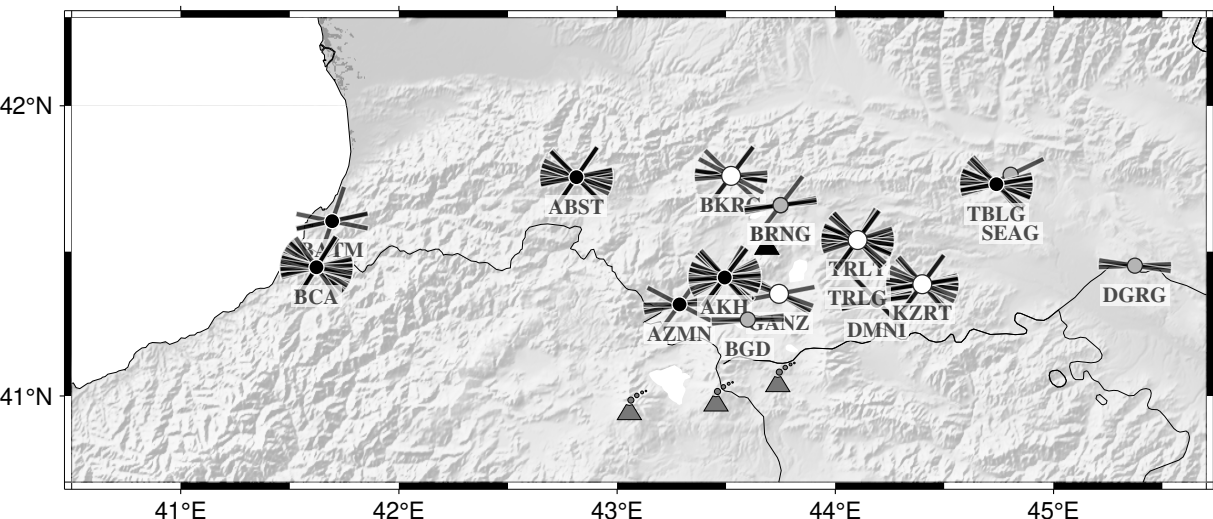 42°N
ABST
BKRG
TBLG
BRNG
SEAG
BATM
TRLY
BCA
DGRG
TRLG
AKH
KZRT
GANZ
AZMN
DMN1
BGD
41°N
41°E
42°E
43°E
44°E
45°E